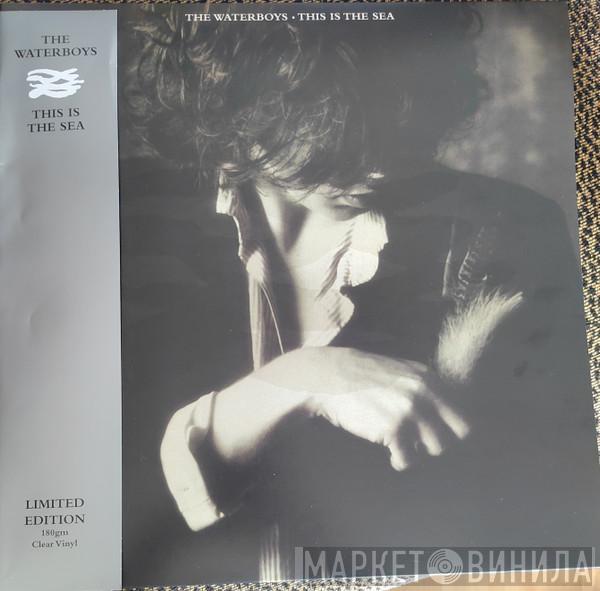 THE WATERBOYS • THIS IS THE SEA
THE
WATERBOYS
THIS IS
THE SEA
LIMITED
EDITION
180gm
Clear Vinyl
МАРКЕТ ВИНИЛА